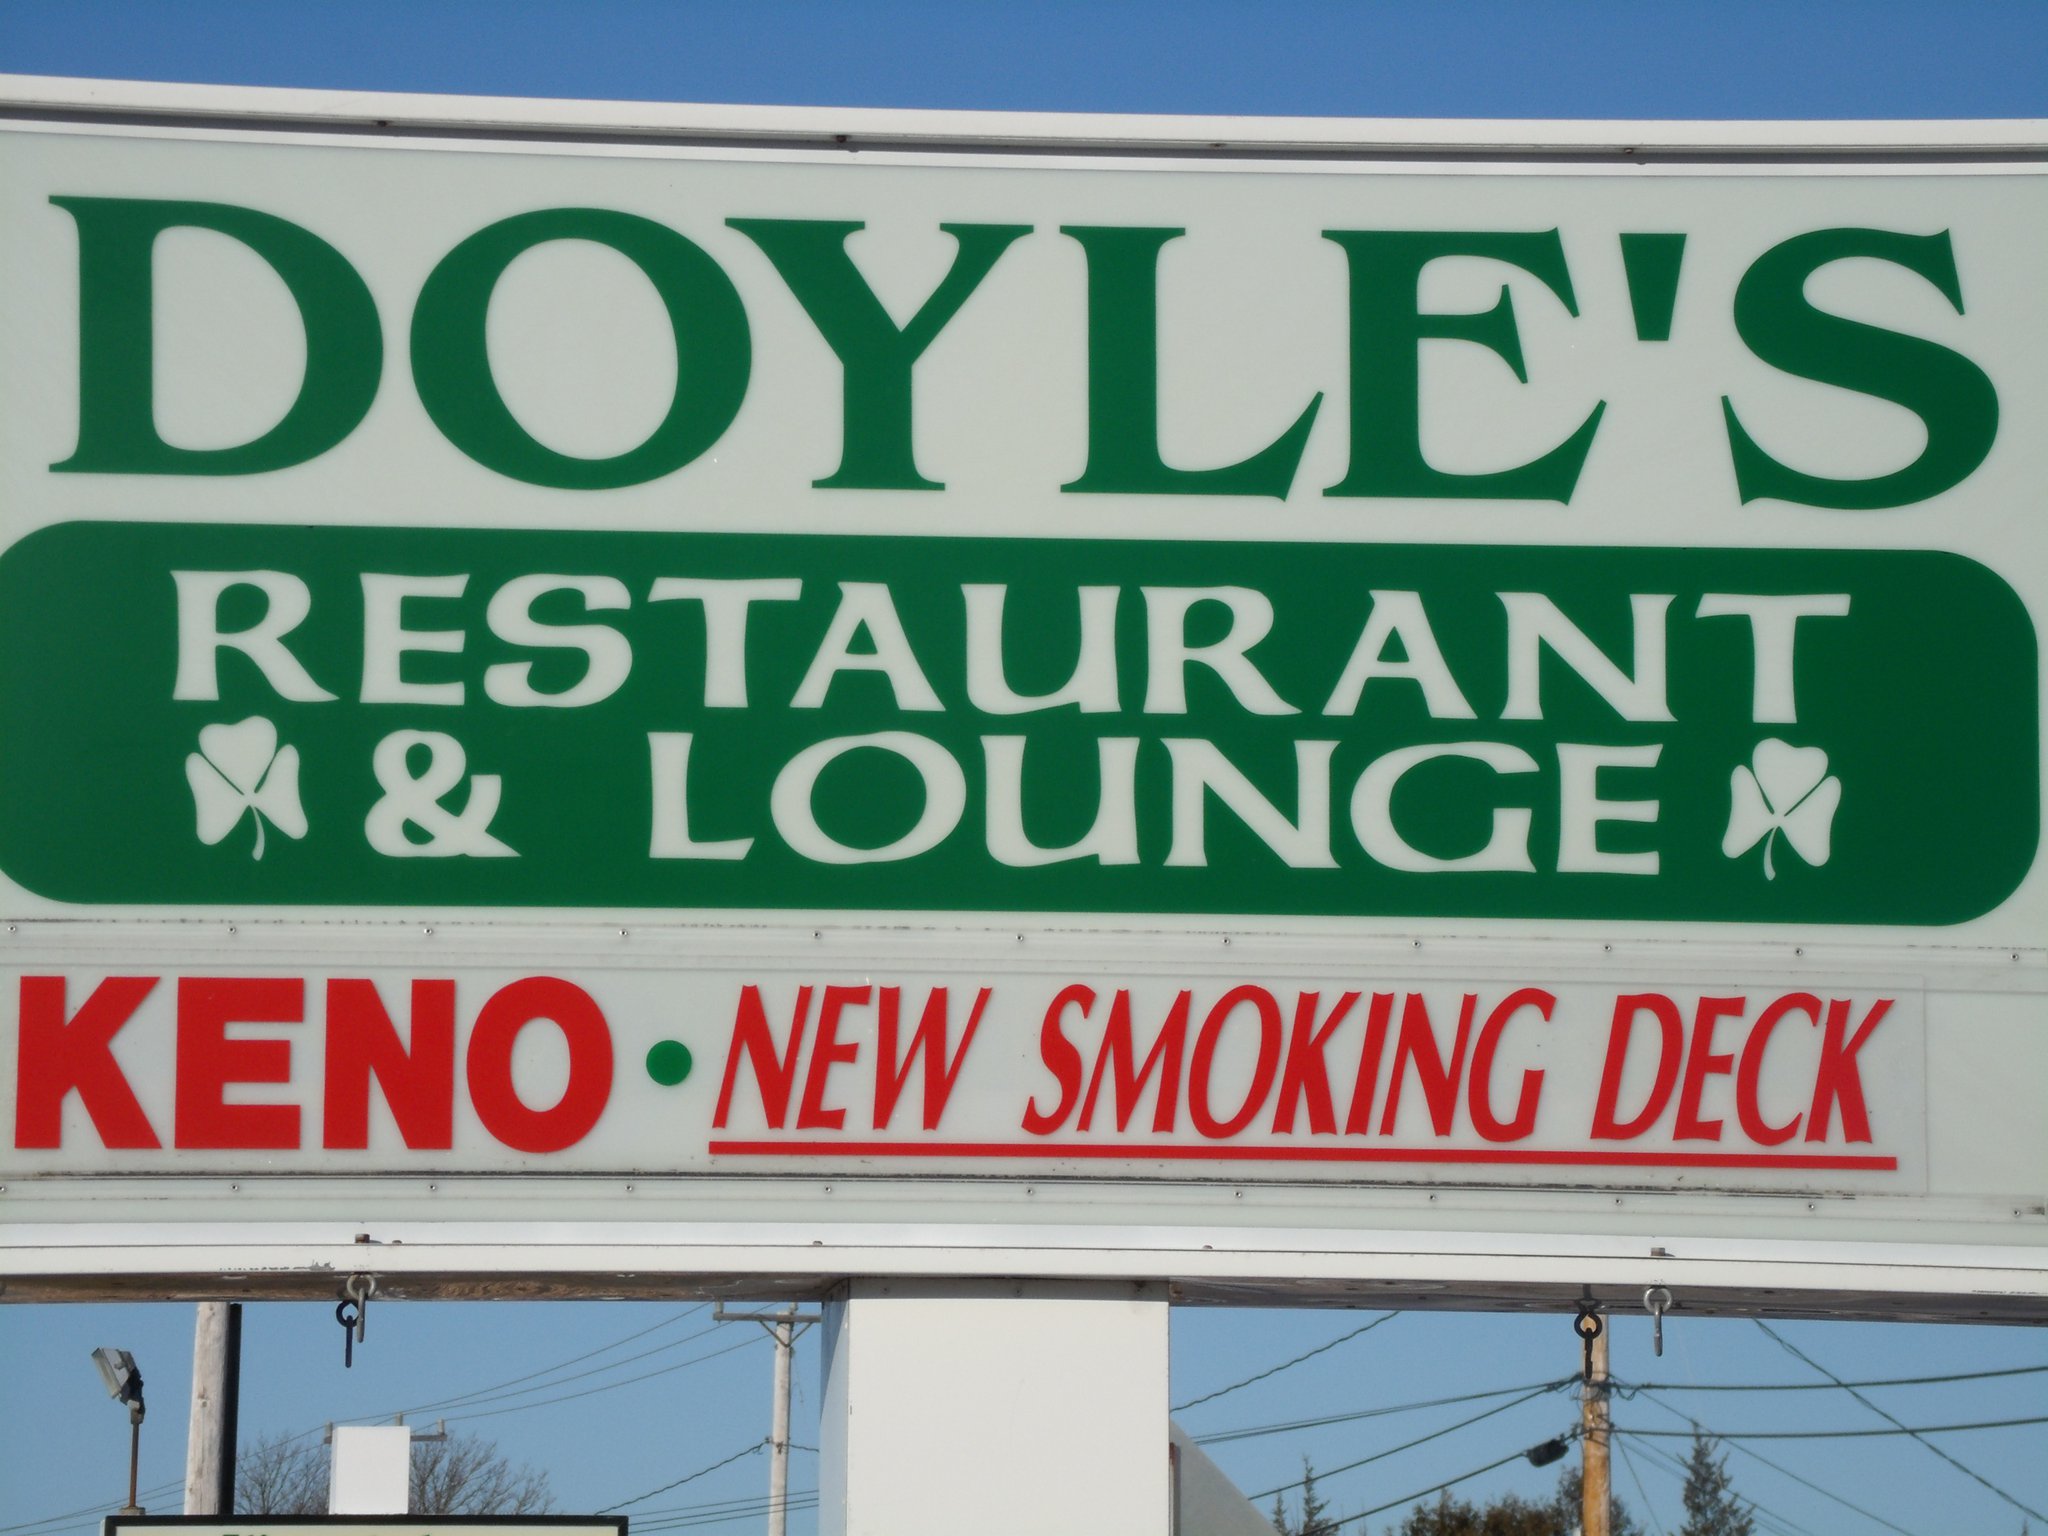 DOYLE'S
RESTAURANT
& LOUNGE
KENO • NEW SMOKING DECK